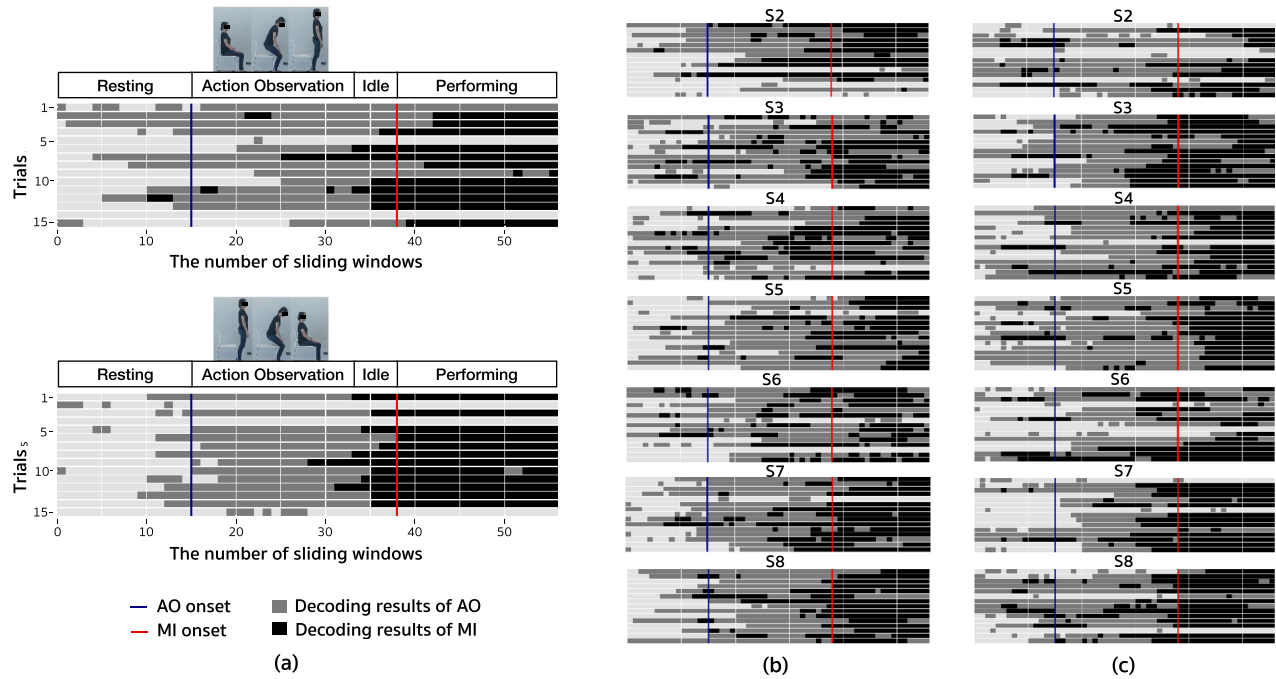 Resting Action Observation Idle Performing
Trials
1
5
10
15
0 10 20 30 40 50
The number of sliding windows
Resting Action Observation Idle Performing
Trials s
1
5
10
15
0 10 20 30 40 50
The number of sliding windows
AO onset
Decoding results of AO
MI onset
Decoding results of MI
(a)
S2
S3
S4
S5
S6
S7
S8
(b)
S2
S3
S4
S5
S6
S7
S8
(c)